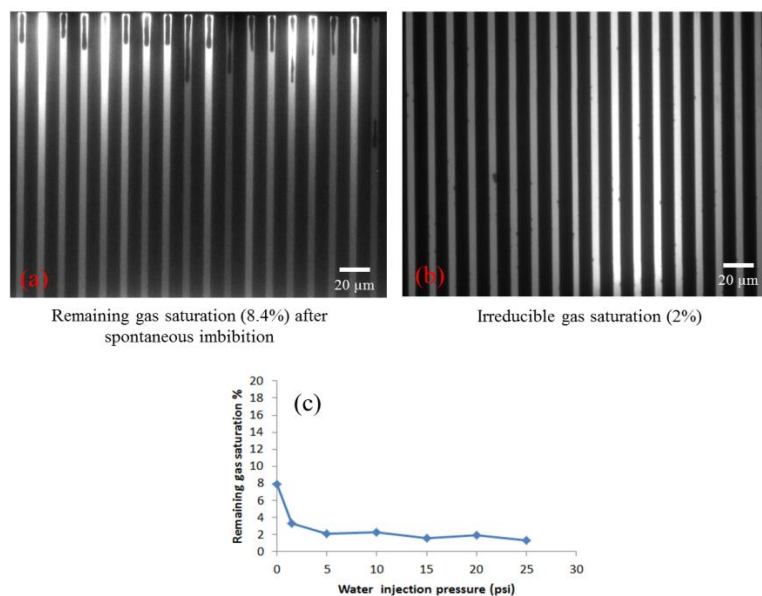 (a)
20 µm
(b)
20 µm
Remaining gas saturation (8.4%) after
spontaneous imbibition
Irreducible gas saturation (2%)
(c)
Remaining gas saturation %
20
18
16
14
12
10
8
6
4
2
0
0 5 10 15 20 25 30
Water injection pressure (psi)